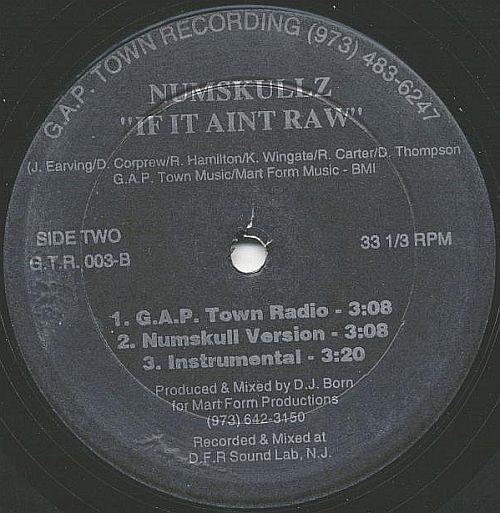 G.A.P. TOWN RECORDING (973) 483-6247
NUMSKULLZ
"IF IT AINT RAW"
(J. Earving/D. Corprew/R. Hamilton/K. Wingate/R. Carter/D. Thompson
G.A.P. Town Music/Mart Form Music - BMI
SIDE TWO
33 1/3 RPM
G.T.R. 003-B
1. G.A.P. Town Radio - 3:08
2. Numskull Version - 3:08
3. Instrumental - 3:20
Produced & Mixed by D.J. Born
for Mart Form Productions
(973) 642-3150
Recorded & Mixed at
D.F.R Sound Lab, N.J.